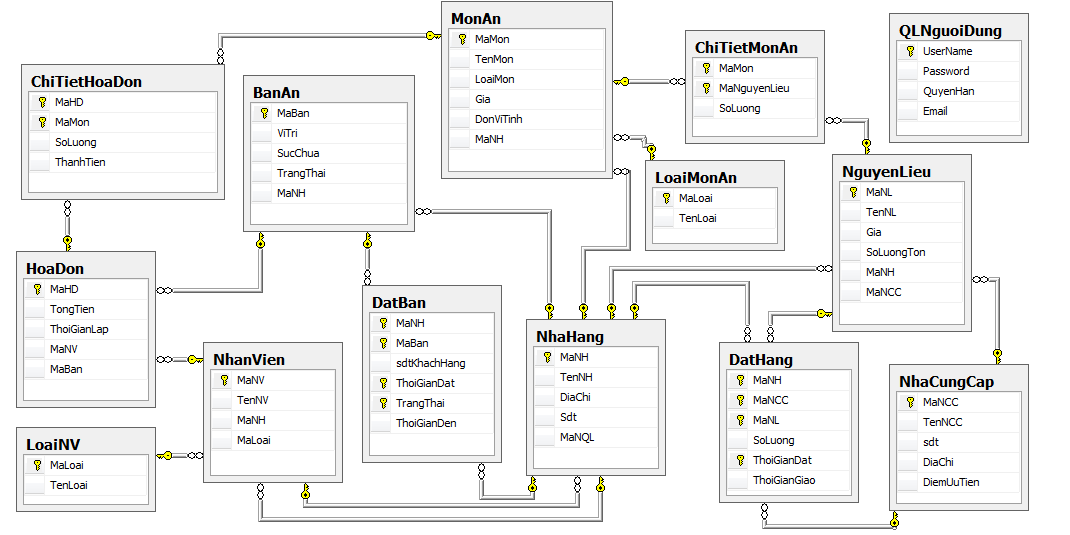 MonAn
MaMon
TenMon
LoaiMon
Gia
DonViTinh
MaNH
ChiTietMonAn
MaMon
MaNguyenLieu
SoLuong
QLNguoiDung
UserName
Password
QuyenHan
Email
ChiTietHoaDon
MaHD
MaMon
SoLuong
ThanhTien
BanAn
MaBan
ViTri
SucChua
TrangThai
MaNH
LoaiMonAn
MaLoai
TenLoai
NguyenLieu
MaNL
TenNL
Gia
SoLuongTon
MaNH
MaNCC
HoaDon
MaHD
TongTien
ThoiGianLap
MaNV
MaBan
DatBan
MaNH
MaBan
sdtKhachHang
ThoiGianDat
TrangThai
ThoiGianDen
NhaHang
MaNH
TenNH
DiaChi
Sdt
MaNQL
NhanVien
MaNV
TenNV
MaNH
MaLoai
DatHang
MaNH
MaNCC
MaNL
SoLuong
ThoiGianDat
ThoiGianGiao
NhaCungCap
MaNCC
TenNCC
sdt
DiaChi
DiemUuTien
LoaiNV
MaLoai
TenLoai